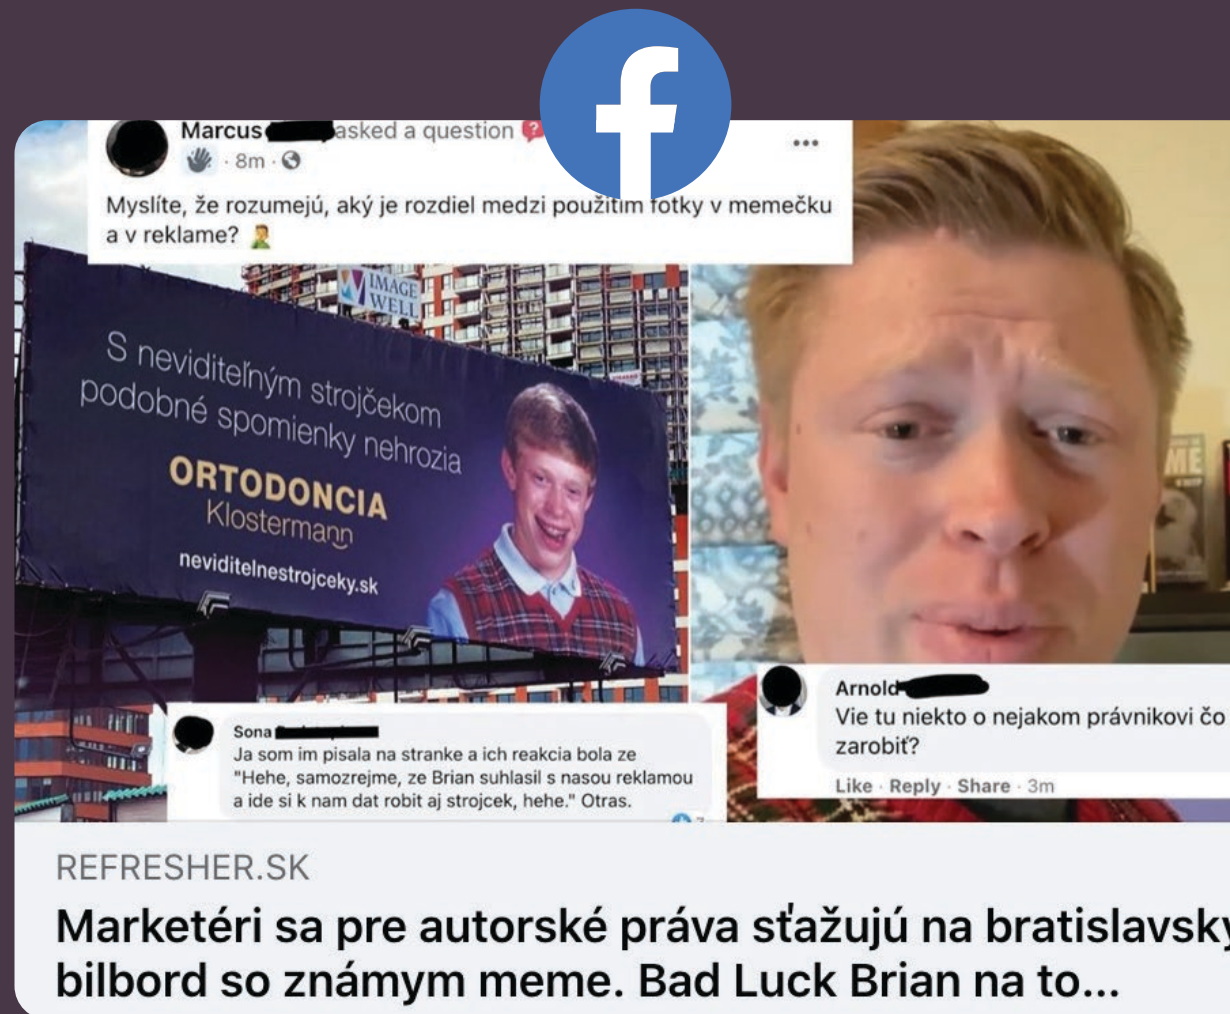 Marcus asked a question
8m
Myslíte, že rozumejú, aký je rozdiel medzi použitím fotky v memečku
a v reklame?
IMAGE
WELL
S neviditeľným strojčekom
podobné spomienky nehrozia
ORTODONCIA
Klostermann
neviditelnestrojceky.sk
Sona
Ja som im pisala na stranke a ich reakcia bola ze
"Hehe, samozrejme, ze Brian suhlasil s nasou reklamou
a ide si k nam dat robit aj strojcek, hehe." Otras.
Arnold
Vie tu niekto o nejakom právnikovi čo
zarobiť?
Like · Reply · Share · 3m
REFRESHER.SK
Marketéri sa pre autorské práva sťažujú na bratislavský
bilbord so známym meme. Bad Luck Brian na to...